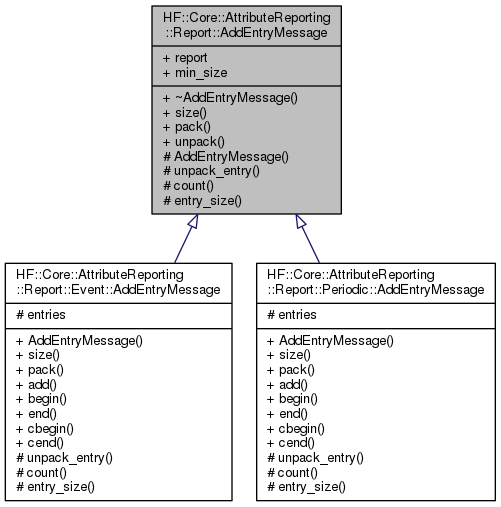 HF::Core::AttributeReporting
::Report::AddEntryMessage
+ report
+ min_size
+ ~AddEntryMessage()
+ size()
+ pack()
+ unpack()
# AddEntryMessage()
# unpack_entry()
# count()
# entry_size()
HF::Core::AttributeReporting
::Report::Event::AddEntryMessage
# entries
+ AddEntryMessage()
+ size()
+ pack()
+ add()
+ begin()
+ end()
+ cbegin()
+ cend()
# unpack_entry()
# count()
# entry_size()
HF::Core::AttributeReporting
::Report::Periodic::AddEntryMessage
# entries
+ AddEntryMessage()
+ size()
+ pack()
+ add()
+ begin()
+ end()
+ cbegin()
+ cend()
# unpack_entry()
# count()
# entry_size()